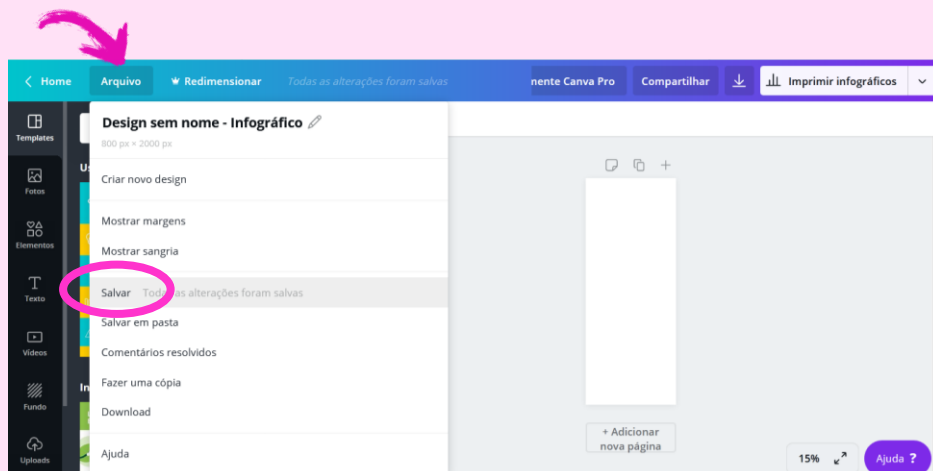 Home Arquivo Redimensionar Todas as alterações foram salvas nente Canva Pro Compartilhar Imprimir infográficos
Templates
Fotos
Elementos
Texto
Vídeos
Fundo
Uploads
Design sem nome - Infográfico
800 px × 2000 px
Criar novo design
Mostrar margens
Mostrar sangria
Salvar Todas as alterações foram salvas
Salvar em pasta
Comentários resolvidos
Fazer uma cópia
Download
Ajuda
+ Adicionar
nova página
15% Ajuda ?